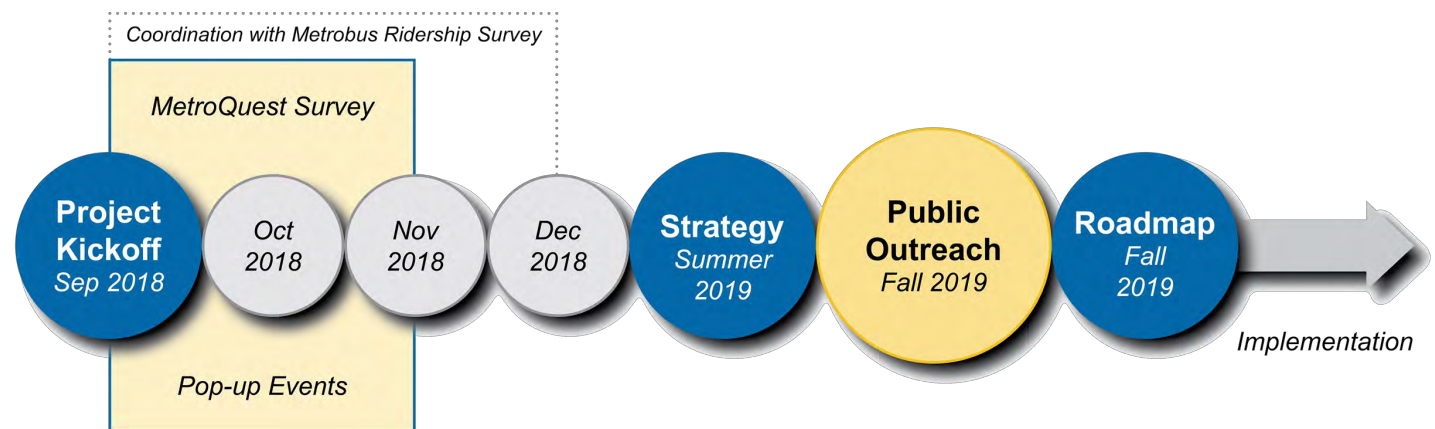 Coordination with Metrobus Ridership Survey
MetroQuest Survey
Project
Kickoff
Sep 2018
Oct
2018
Nov
2018
Dec
2018
Strategy
Summer
2019
Public
Outreach
Fall 2019
Roadmap
Fall
2019
Implementation
Pop-up Events